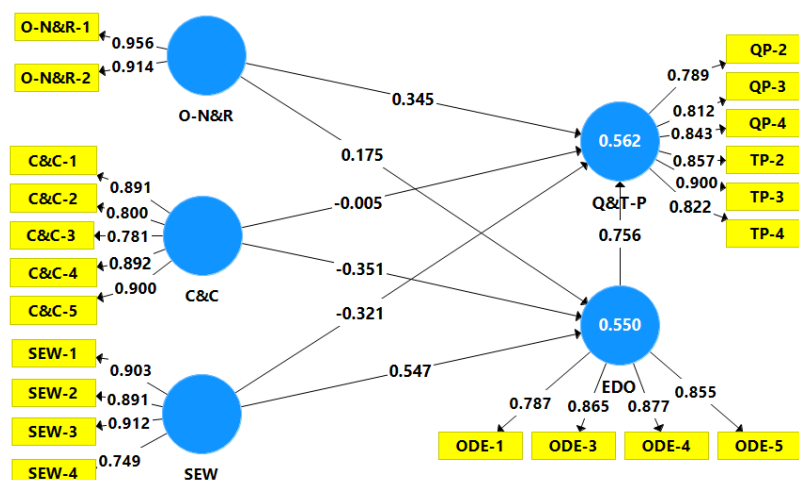 O-N&R-1
0.956
O-N&R-2
0.914
O-N&R
C&C-1
0.891
C&C-2
0.800
C&C-3
0.781
C&C-4
0.892
C&C-5
0.900
C&C
SEW-1
0.903
SEW-2
0.891
SEW-3
0.912
SEW-4
0.749
SEW
0.345
0.175
-0.005
-0.351
-0.321
0.547
0.562
Q&T-P
0.756
0.550
EDO
QP-2
0.789
QP-3
0.812
QP-4
0.843
TP-2
0.857
TP-3
0.900
TP-4
0.822
0.787
0.865
0.877
0.855
ODE-1
ODE-3
ODE-4
ODE-5